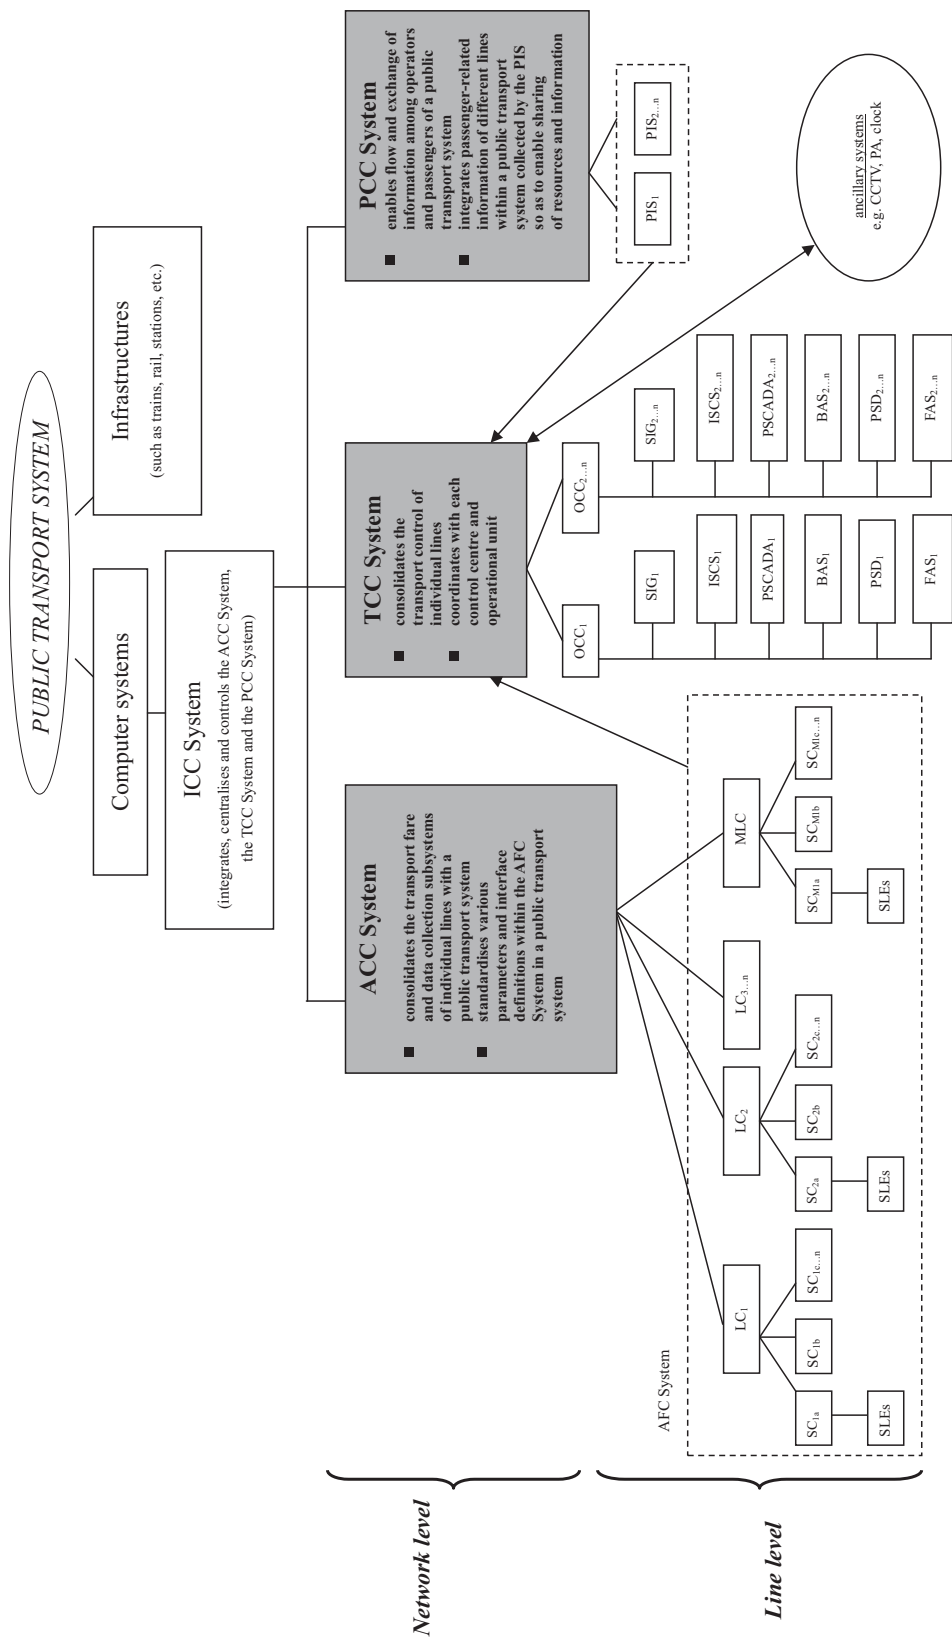 PUBLIC TRANSPORT SYSTEM
Computer systems
Infrastructures
(such as trains, rail, stations, etc.)
ICC System
(integrates, centralises and controls the ACC System,
the TCC System and the PCC System)
Network level
ACC System
■ consolidates the transport fare
and data collection subsystems
of individual lines with a
public transport system
■ standardises various
parameters and interface
definitions within the AFC
System in a public transport
system
TCC System
■ consolidates the
transport control of
individual lines
■ coordinates with each
control centre and
operational unit
PCC System
■ enables flow and exchange of
information among operators
and passengers of a public
transport system
■ integrates passenger-related
information of different lines
within a public transport
system collected by the PIS
so as to enable sharing
of resources and information
Line level
AFC System
LC1
LC2
LC3...n
MLC
SC1a
SC1b
SC1c...n
SC2a
SC2b
SC2c...n
SCM1a
SCM1b
SCM1c...n
SLEs
SLEs
SLEs
OCC1
OCC2...n
SIG1
SIG2...n
ISCS1
ISCS2...n
PSCADA1
PSCADA2...n
BAS1
BAS2...n
PSD1
PSD2...n
FAS1
FAS2...n
PIS1
PIS2...n
ancillary systems
e.g. CCTV, PA, clock